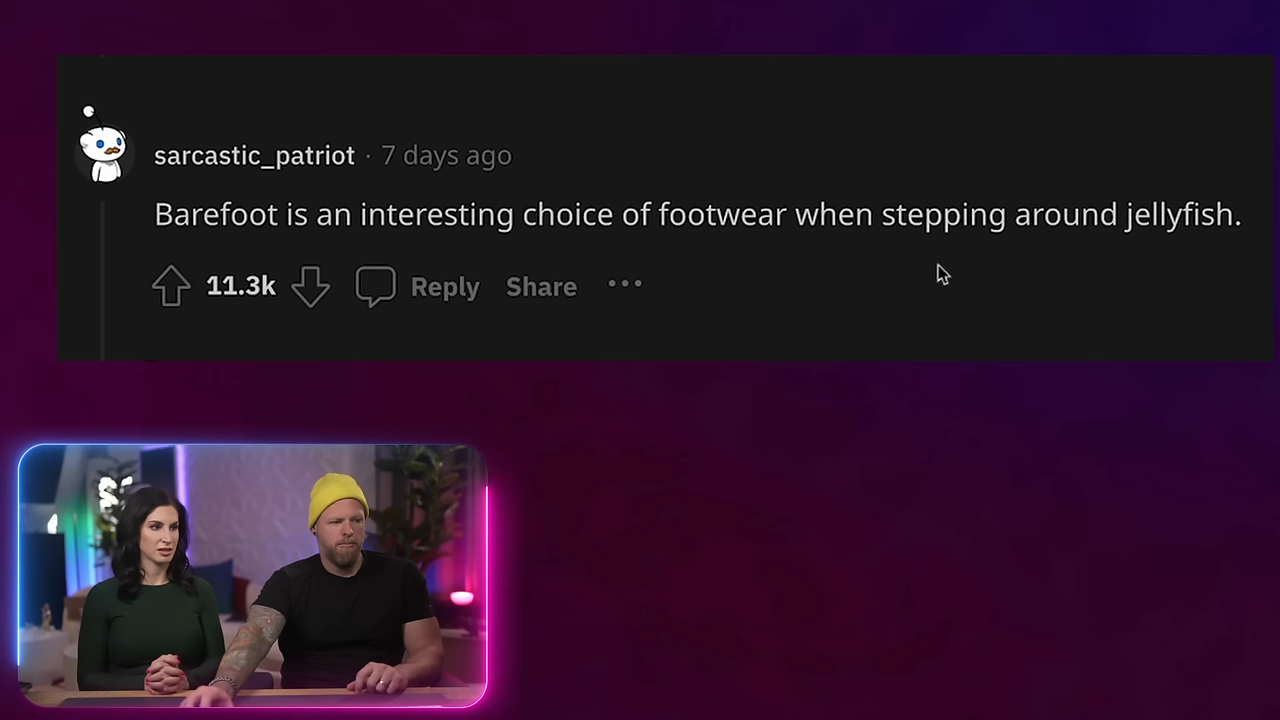 sarcastic_patriot · 7 days ago
Barefoot is an interesting choice of footwear when stepping around jellyfish.
11.3k Reply Share ...